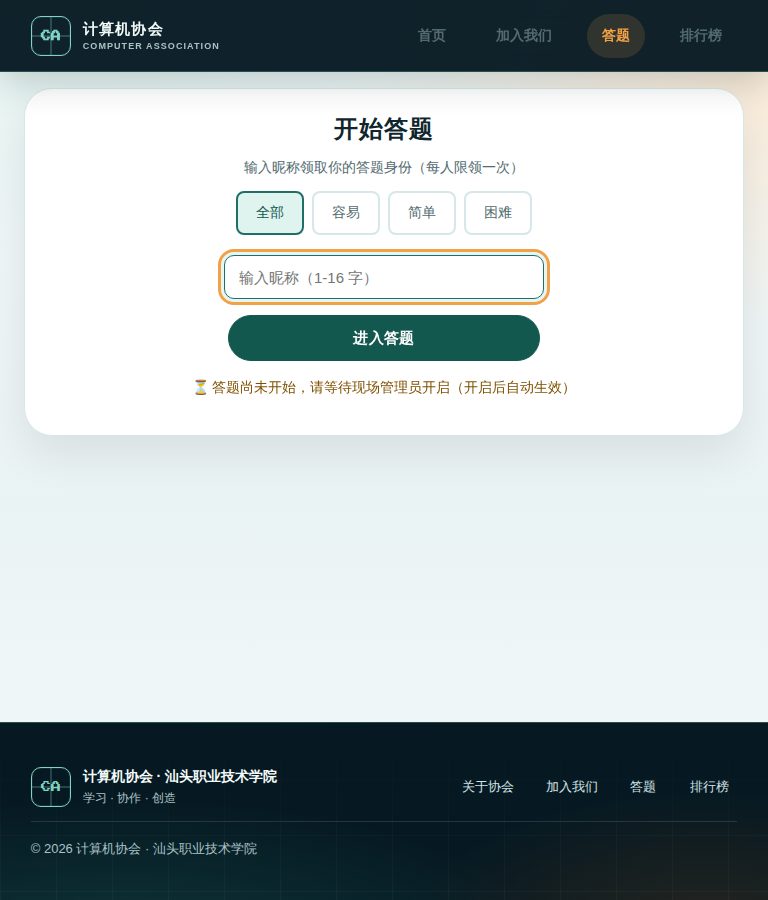 CA
计算机协会
COMPUTER ASSOCIATION
首页 加入我们 答题 排行榜
开始答题
输入昵称领取你的答题身份（每人限领一次）
全部 容易 简单 困难
输入昵称（1-16 字）
进入答题
⏳ 答题尚未开始，请等待现场管理员开启（开启后自动生效）
CA
计算机协会 · 汕头职业技术学院
学习 · 协作 · 创造
关于协会 加入我们 答题 排行榜
© 2026 计算机协会 · 汕头职业技术学院